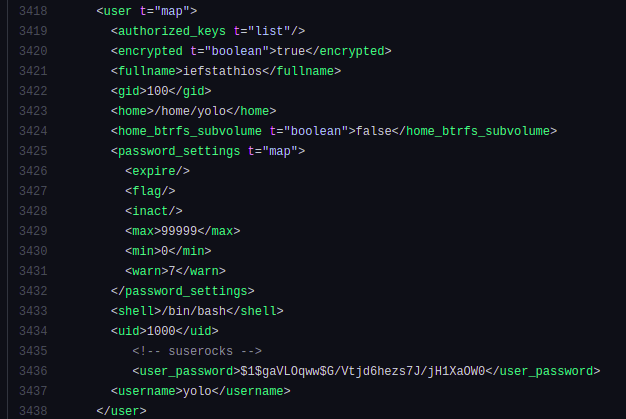 3418 <user t="map">
3419 <authorized_keys t="list"/>
3420 <encrypted t="boolean">true</encrypted>
3421 <fullname>iefstathios</fullname>
3422 <gid>100</gid>
3423 <home>/home/yolo</home>
3424 <home_btrfs_subvolume t="boolean">false</home_btrfs_subvolume>
3425 <password_settings t="map">
3426 <expire/>
3427 <flag/>
3428 <inact/>
3429 <max>99999</max>
3430 <min>0</min>
3431 <warn>7</warn>
3432 </password_settings>
3433 <shell>/bin/bash</shell>
3434 <uid>1000</uid>
3435 <!-- suserocks -->
3436 <user_password>$1$gaVLOqww$G/Vtjd6hezs7J/jH1XaOW0</user_password>
3437 <username>yolo</username>
3438 </user>